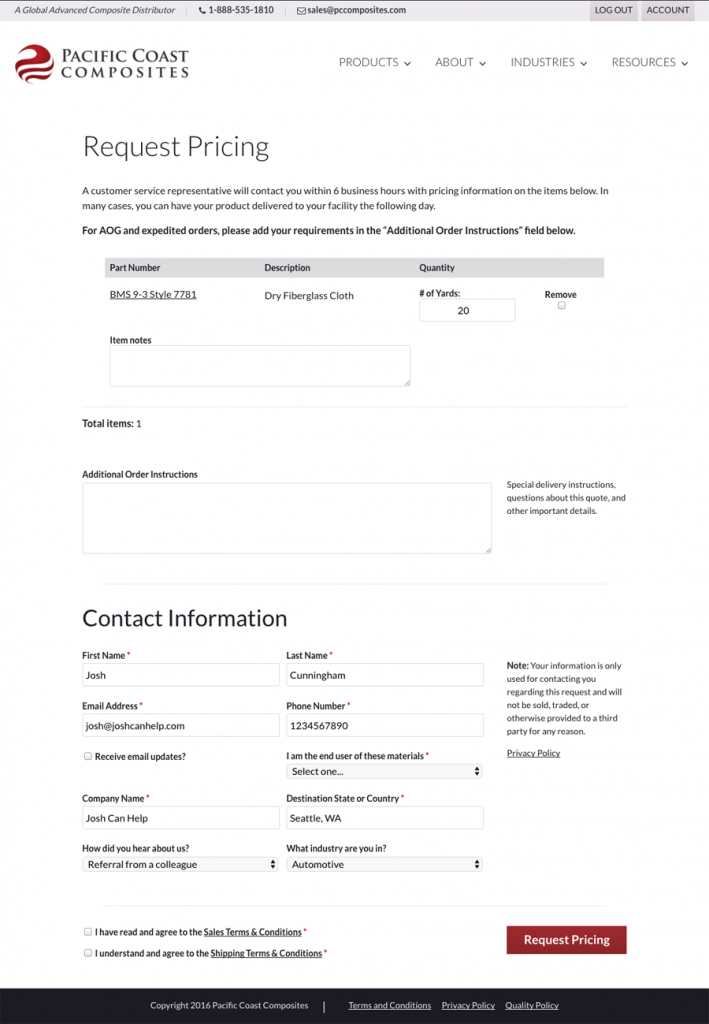 A Global Advanced Composite Distributor | 1-888-535-1810 | sales@pccomposites.com LOG OUT ACCOUNT
PACIFIC COAST
COMPOSITES
PRODUCTS ABOUT INDUSTRIES RESOURCES
Request Pricing
A customer service representative will contact you within 6 business hours with pricing information on the items below. In
many cases, you can have your product delivered to your facility the following day.
For AOG and expedited orders, please add your requirements in the “Additional Order Instructions” field below.
Part Number Description Quantity
BMS 9-3 Style 7781 Dry Fiberglass Cloth # of Yards: Remove
20
Item notes
Total items: 1
Additional Order Instructions
Special delivery instructions,
questions about this quote, and
other important details.
Contact Information
First Name * Last Name *
Josh Cunningham
Email Address * Phone Number *
josh@joshcanhelp.com 1234567890
Receive email updates? I am the end user of these materials *
Select one...
Company Name * Destination State or Country *
Josh Can Help Seattle, WA
How did you hear about us? What industry are you in?
Referral from a colleague Automotive
Note: Your information is only
used for contacting you
regarding this request and will
not be sold, traded, or
otherwise provided to a third
party for any reason.
Privacy Policy
I have read and agree to the Sales Terms & Conditions *
I understand and agree to the Shipping Terms & Conditions *
Request Pricing
Copyright 2016 Pacific Coast Composites | Terms and Conditions Privacy Policy Quality Policy